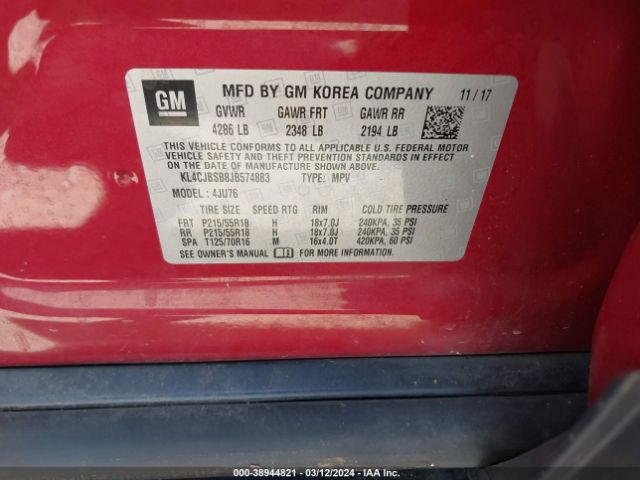 GM
MFD BY GM KOREA COMPANY 11 / 17
GVWR GAWR FRT GAWR RR
4286 LB 2348 LB 2194 LB
THIS VEHICLE CONFORMS TO ALL APPLICABLE U.S. FEDERAL MOTOR
VEHICLE SAFETY AND THEFT PREVENTION STANDARDS IN EFFECT
ON THE DATE OF MANUFACTURE SHOWN ABOVE.
KL4CJBSB8JB574883 TYPE: MPV
MODEL : 4JU76
TIRE SIZE SPEED RTG RIM COLD TIRE PRESSURE
FRT P215/55R18 H 18x7.0J 240KPA, 35 PSI
RR P215/55R18 H 18x7.0J 240KPA, 35 PSI
SPA T125/70R16 M 16x4.0T 420KPA, 60 PSI
SEE OWNER'S MANUAL FOR MORE INFORMATION.
03-38944821 - 03/12/2024 - IAA Inc.